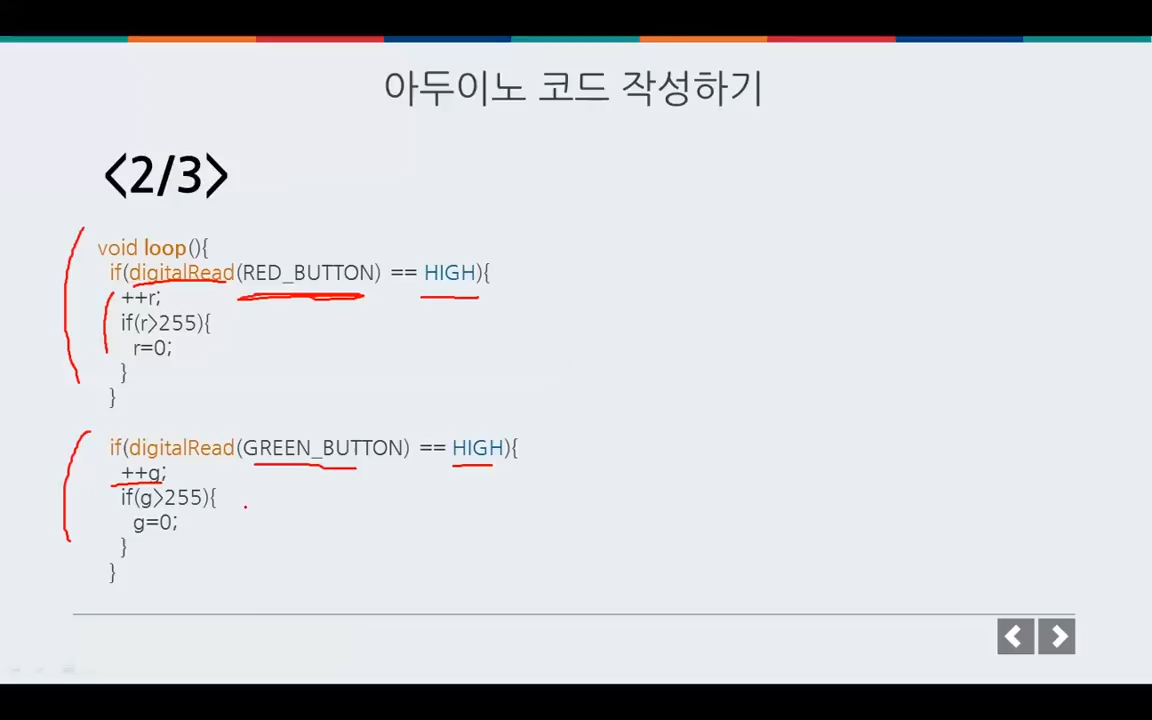 아두이노 코드 작성하기
<2/3>
void loop(){
if(digitalRead(RED_BUTTON) == HIGH){
++r;
if(r>255){
r=0;
}
}
if(digitalRead(GREEN_BUTTON) == HIGH){
++g;
if(g>255){
g=0;
}
}